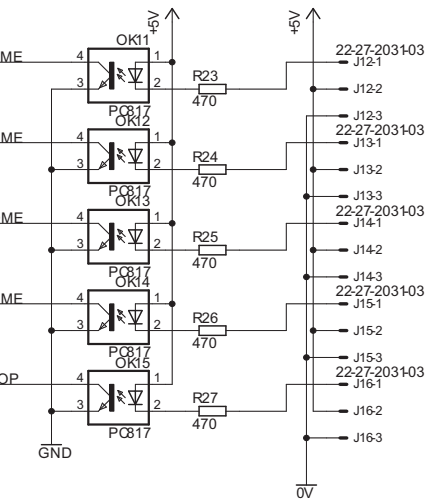 +5V
+5V
OK11
22-27-2031-03
ME
4
1
J12-1
3
2
R23
470
J12-2
PC817
OK12
J12-3
22-27-2031-03
ME
4
1
J13-1
3
2
R24
470
J13-2
PC817
OK13
J13-3
22-27-2031-03
ME
4
1
J14-1
3
2
R25
470
J14-2
PC817
OK14
J14-3
22-27-2031-03
ME
4
1
J15-1
3
2
R26
470
J15-2
PC817
OK15
J15-3
22-27-2031-03
OP
4
1
J16-1
3
2
R27
470
J16-2
PC817
J16-3
GND
0V